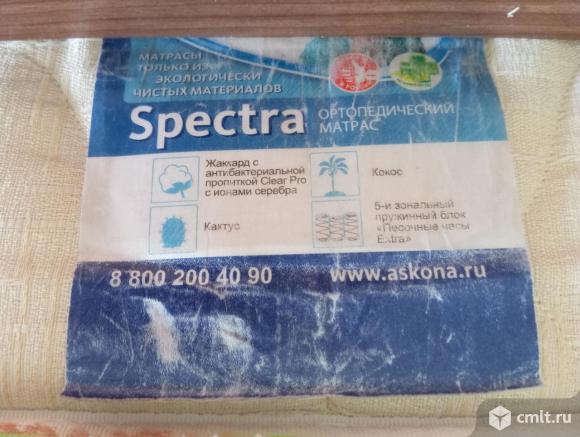 МАТРАСЫ
ТОЛЬКО ИЗ
ЭКОЛОГИЧЕСКИ
ЧИСТЫХ МАТЕРИАЛОВ
Spectra ОРТОПЕДИЧЕСКИЙ
МАТРАС
Жаккард с
антибактериальной
пропиткой Clear Pro
с ионами серебра
Кокос
Кактус
5-и зональный
пружинный блок
«Песочные часы
Extra»
8 800 200 40 90 www.askona.ru
cmlt.ru